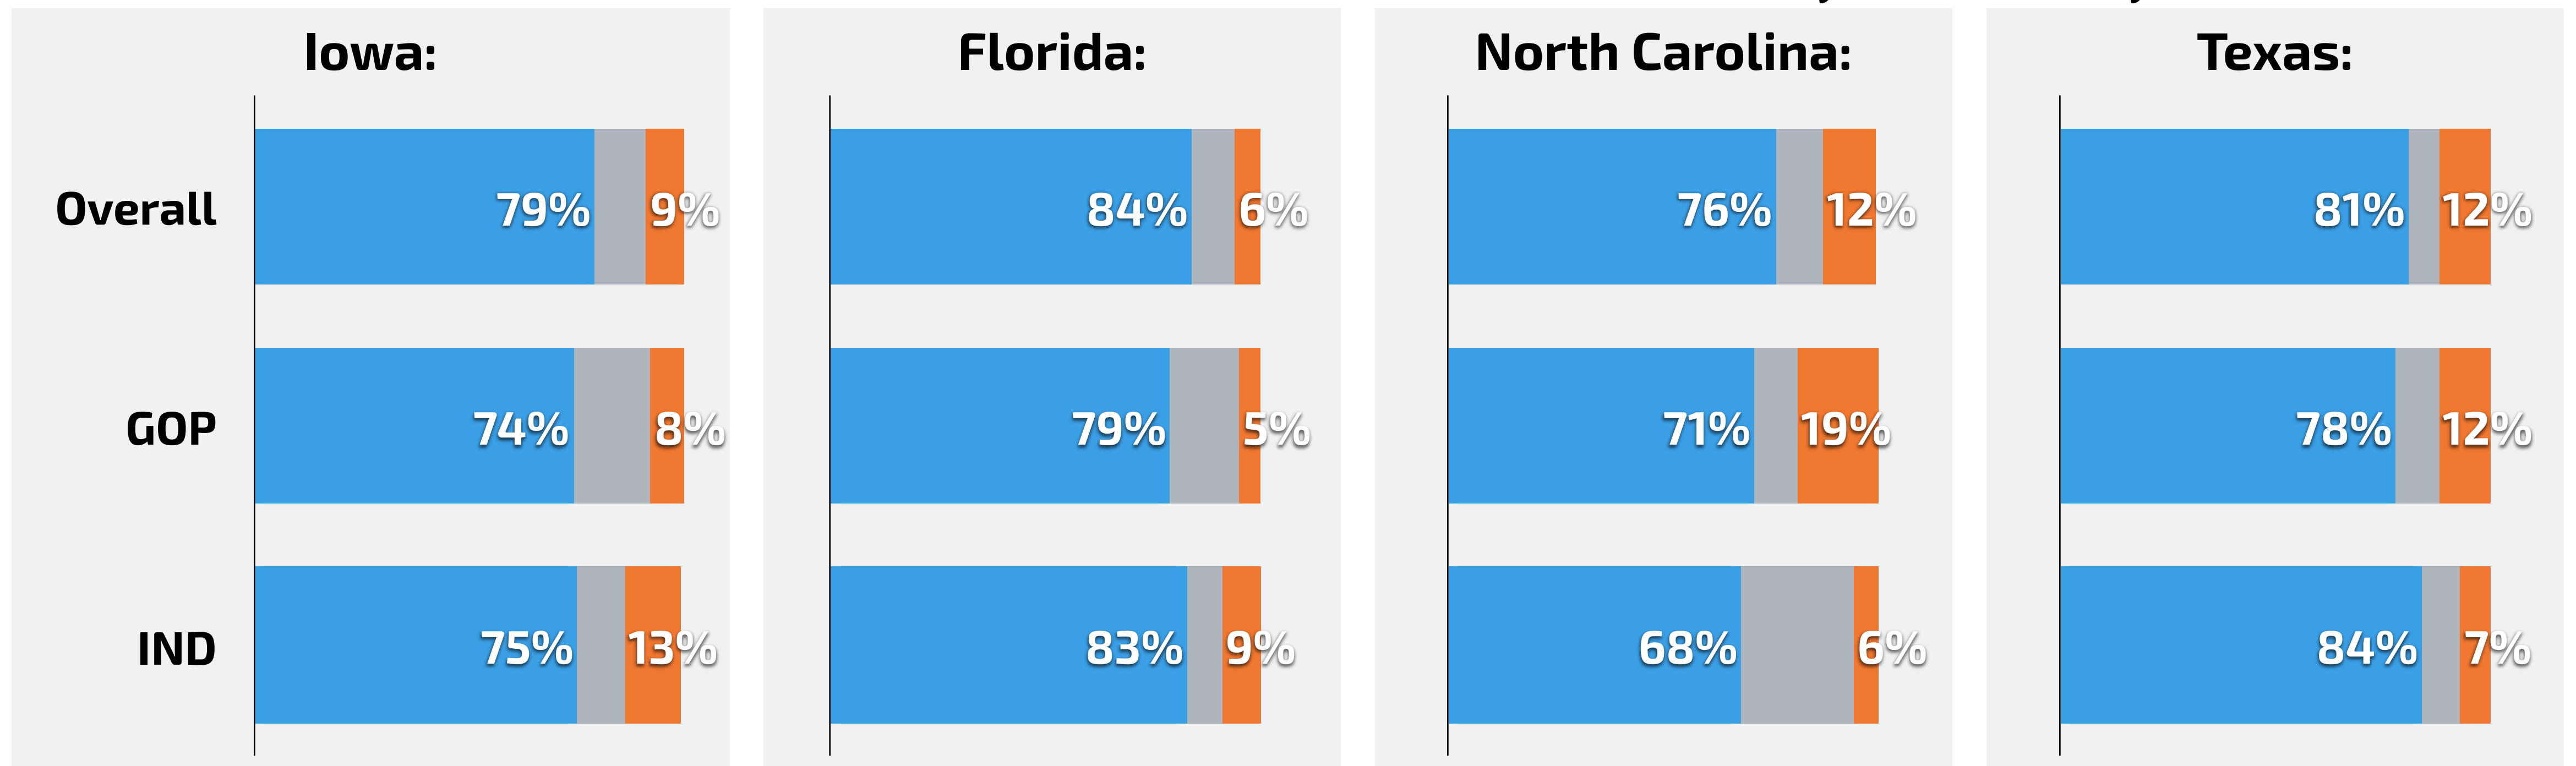 Iowa: Florida: North Carolina: Texas:
Overall 79% 9% 84% 6% 76% 12% 81% 12%
GOP 74% 8% 79% 5% 71% 19% 78% 12%
IND 75% 13% 83% 9% 68% 6% 84% 7%